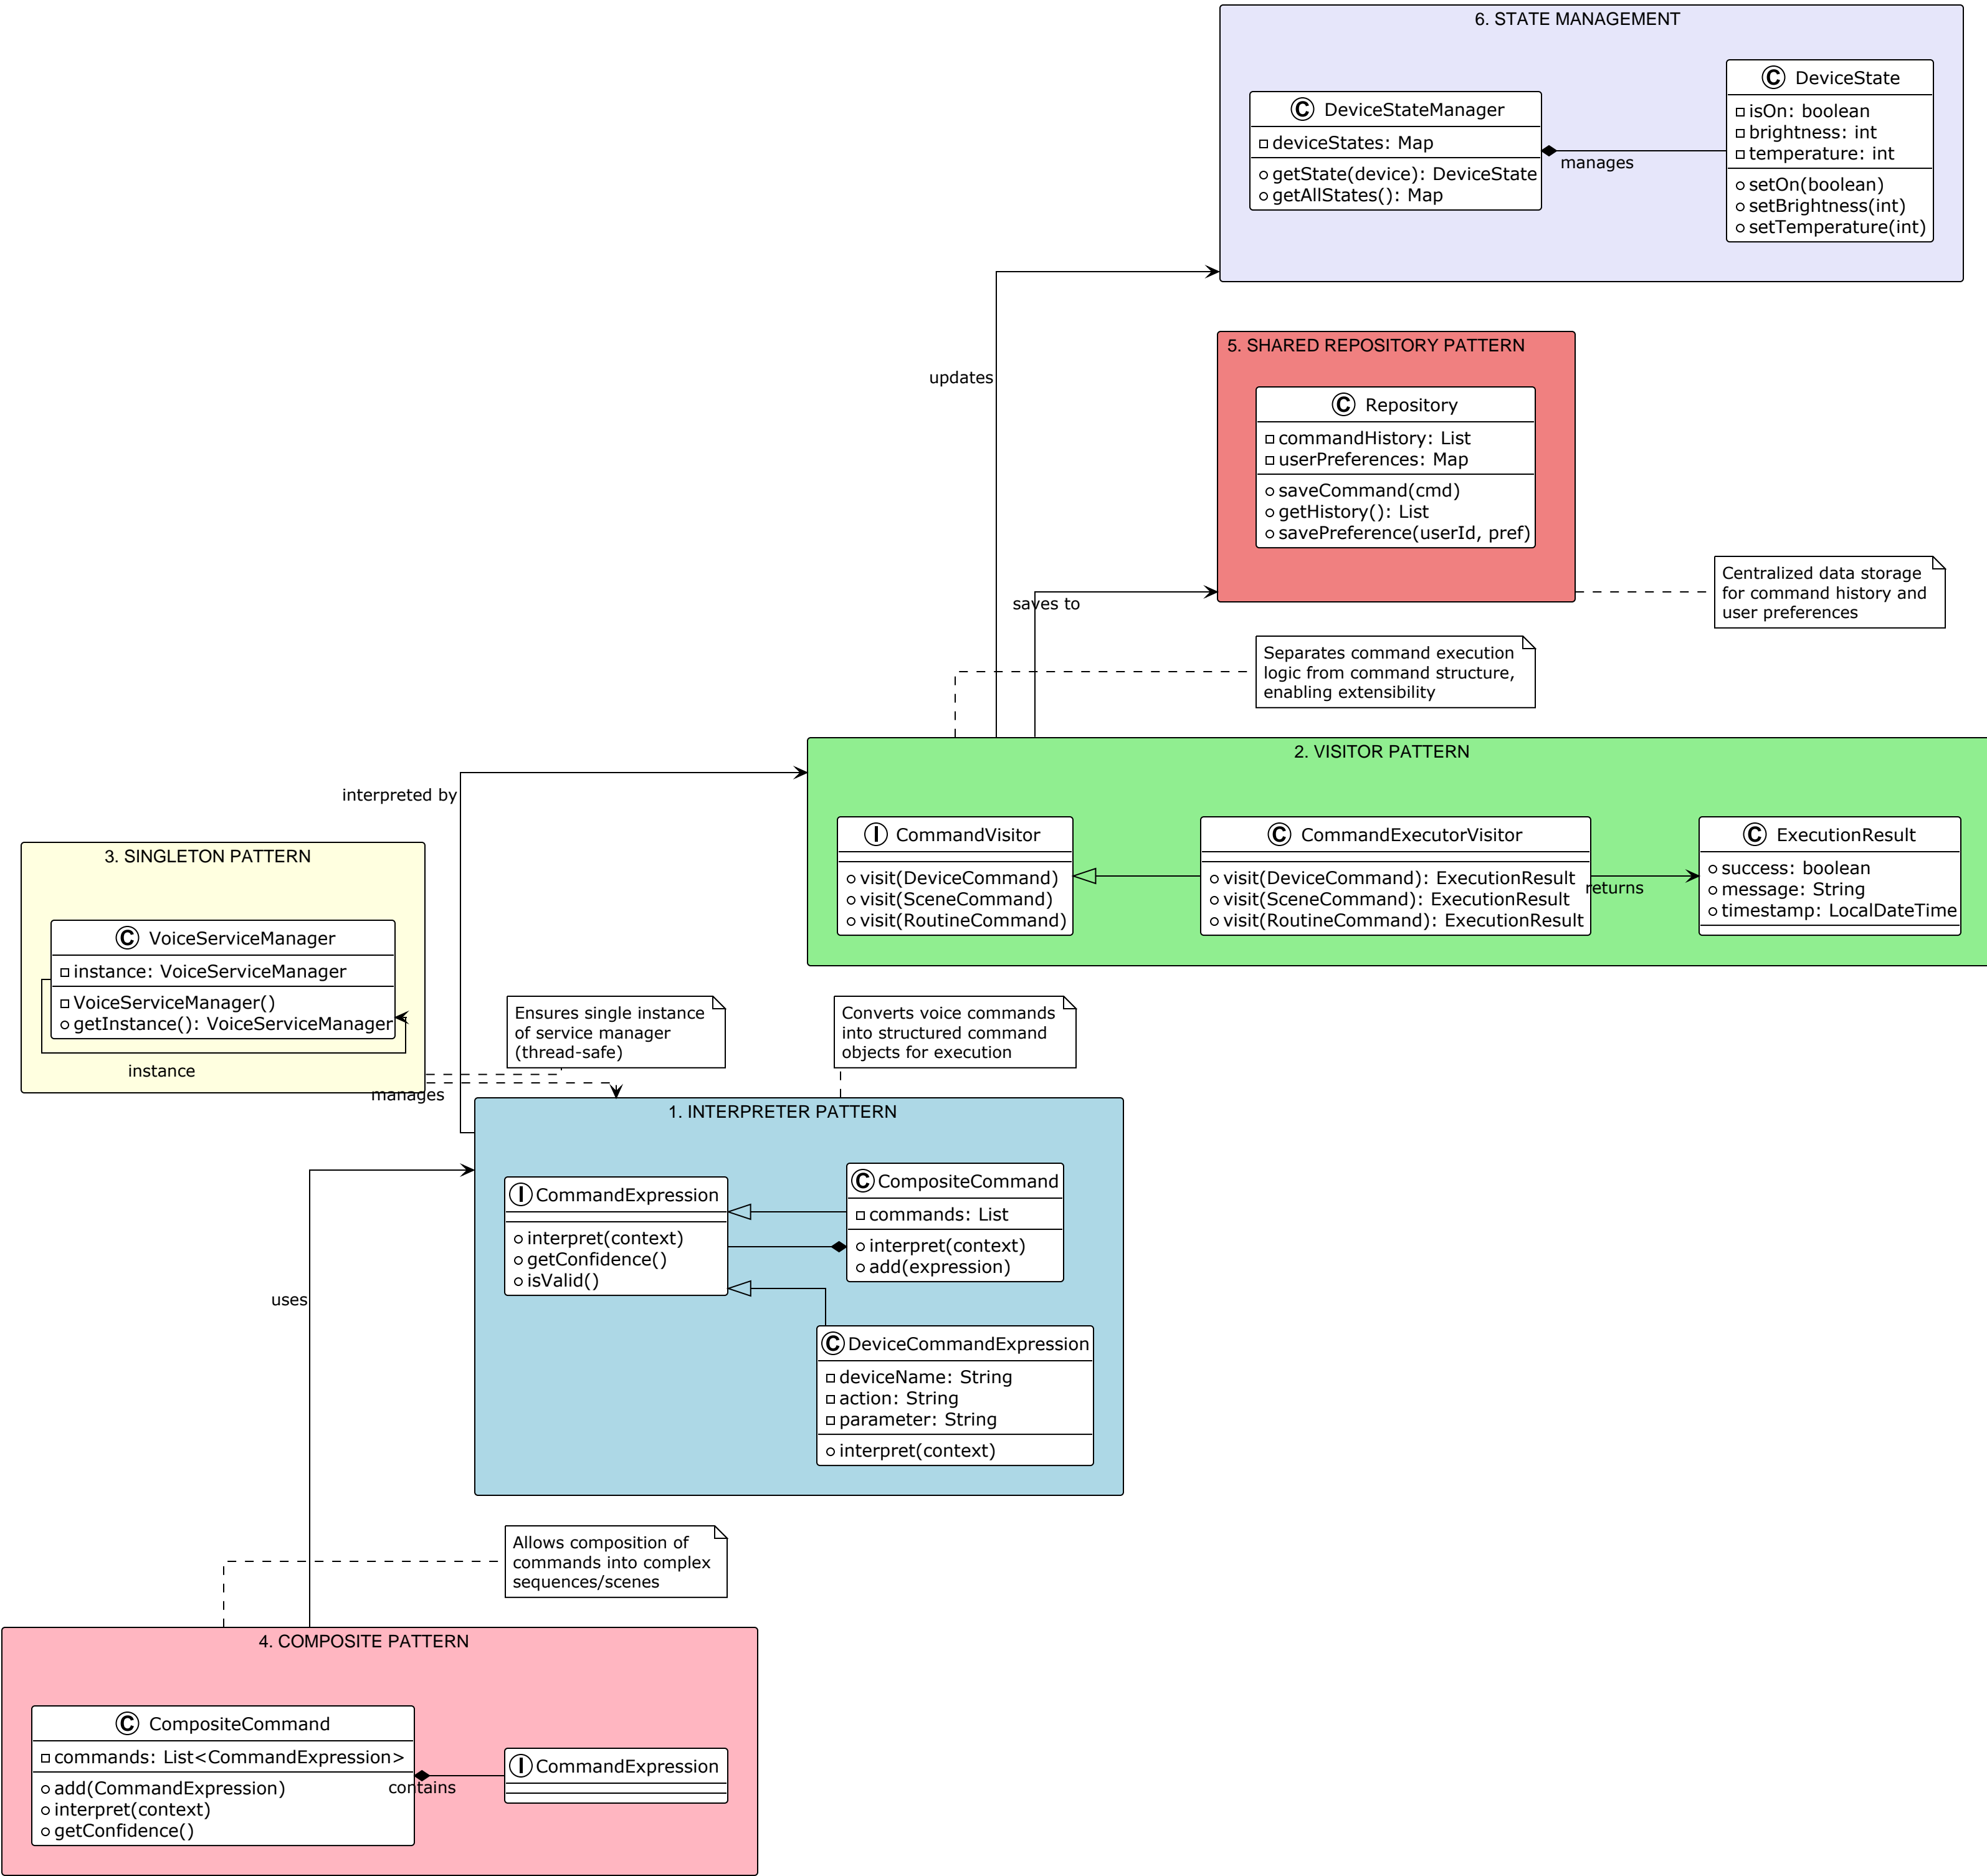 6. STATE MANAGEMENT
C DeviceStateManager
deviceStates: Map
getState(device): DeviceState
getAllStates(): Map
manages
C DeviceState
isOn: boolean
brightness: int
temperature: int
setOn(boolean)
setBrightness(int)
setTemperature(int)
updates
5. SHARED REPOSITORY PATTERN
C Repository
commandHistory: List
userPreferences: Map
saveCommand(cmd)
getHistory(): List
savePreference(userId, pref)
saves to
Centralized data storage
for command history and
user preferences
Separates command execution
logic from command structure,
enabling extensibility
2. VISITOR PATTERN
I CommandVisitor
visit(DeviceCommand)
visit(SceneCommand)
visit(RoutineCommand)
C CommandExecutorVisitor
visit(DeviceCommand): ExecutionResult
visit(SceneCommand): ExecutionResult
visit(RoutineCommand): ExecutionResult
returns
C ExecutionResult
success: boolean
message: String
timestamp: LocalDateTime
interpreted by
3. SINGLETON PATTERN
C VoiceServiceManager
instance: VoiceServiceManager
VoiceServiceManager()
getInstance(): VoiceServiceManager
instance
manages
Ensures single instance
of service manager
(thread-safe)
Converts voice commands
into structured command
objects for execution
1. INTERPRETER PATTERN
I CommandExpression
interpret(context)
getConfidence()
isValid()
C CompositeCommand
commands: List
interpret(context)
add(expression)
C DeviceCommandExpression
deviceName: String
action: String
parameter: String
interpret(context)
uses
Allows composition of
commands into complex
sequences/scenes
4. COMPOSITE PATTERN
C CompositeCommand
commands: List<CommandExpression>
add(CommandExpression)
interpret(context)
getConfidence()
contains
I CommandExpression